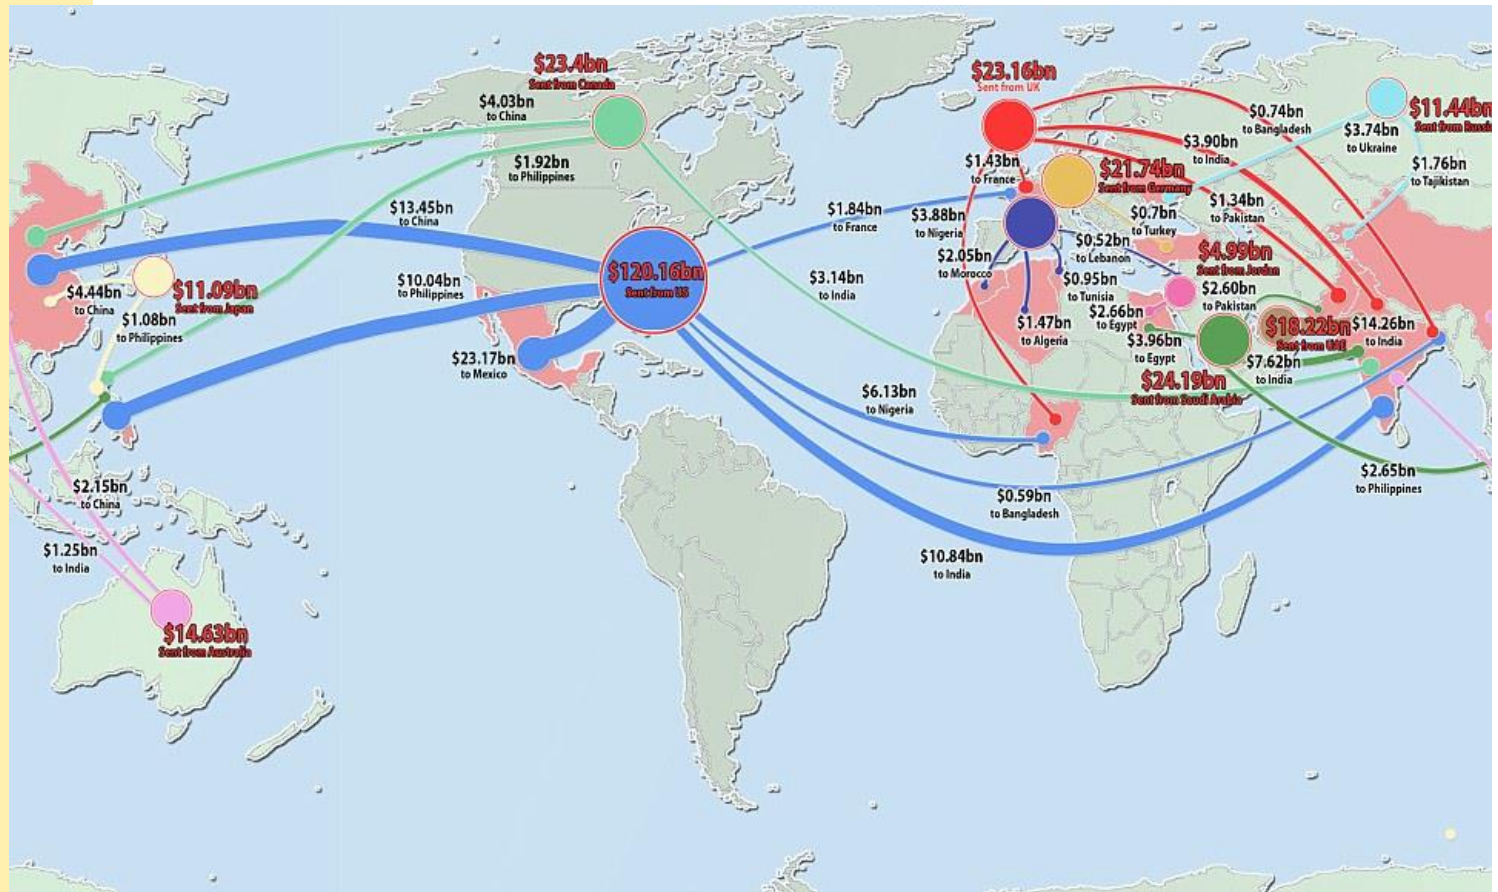 $23.4bn
Sent from Canada
$4.03bn
to China
$1.92bn
to Philippines
$13.45bn
to China
$10.04bn
to Philippines
$4.44bn
to China
$11.09bn
Sent from Japan
$1.08bn
to Philippines
$120.16bn
Sent from US
$23.17bn
to Mexico
$2.15bn
to China
$1.25bn
to India
$14.63bn
Sent from Australia
$1.84bn
to France
$3.14bn
to India
$6.13bn
to Nigeria
$0.59bn
to Bangladesh
$10.84bn
to India
$23.16bn
Sent from UK
$1.43bn
to France
$3.88bn
to Nigeria
$0.74bn
to Bangladesh
$3.90bn
to India
$1.34bn
to Pakistan
$21.74bn
Sent from Germany
$0.7bn
to Turkey
$11.44bn
Sent from Russia
$3.74bn
to Ukraine
$1.76bn
to Tajikistan
$2.05bn
to Morocco
$0.52bn
to Lebanon
$0.95bn
to Tunisia
$1.47bn
to Algeria
$4.99bn
Sent from Jordan
$2.66bn
to Egypt
$2.60bn
to Pakistan
$3.96bn
to Egypt
$18.22bn
Sent from UAE
$14.26bn
to India
$7.62bn
to India
$24.19bn
Sent from Saudi Arabia
$2.65bn
to Philippines